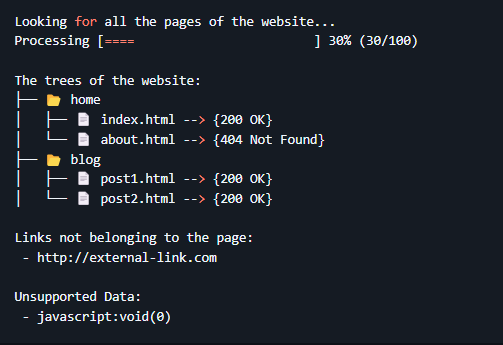 Looking for all the pages of the website...
Processing [====                        ] 30% (30/100)

The trees of the website:
├── 📂 home
│   ├── 📄 index.html --> {200 OK}
│   └── 📄 about.html --> {404 Not Found}
├── 📂 blog
│   ├── 📄 post1.html --> {200 OK}
│   └── 📄 post2.html --> {200 OK}

Links not belonging to the page:
 - http://external-link.com

Unsupported Data:
 - javascript:void(0)